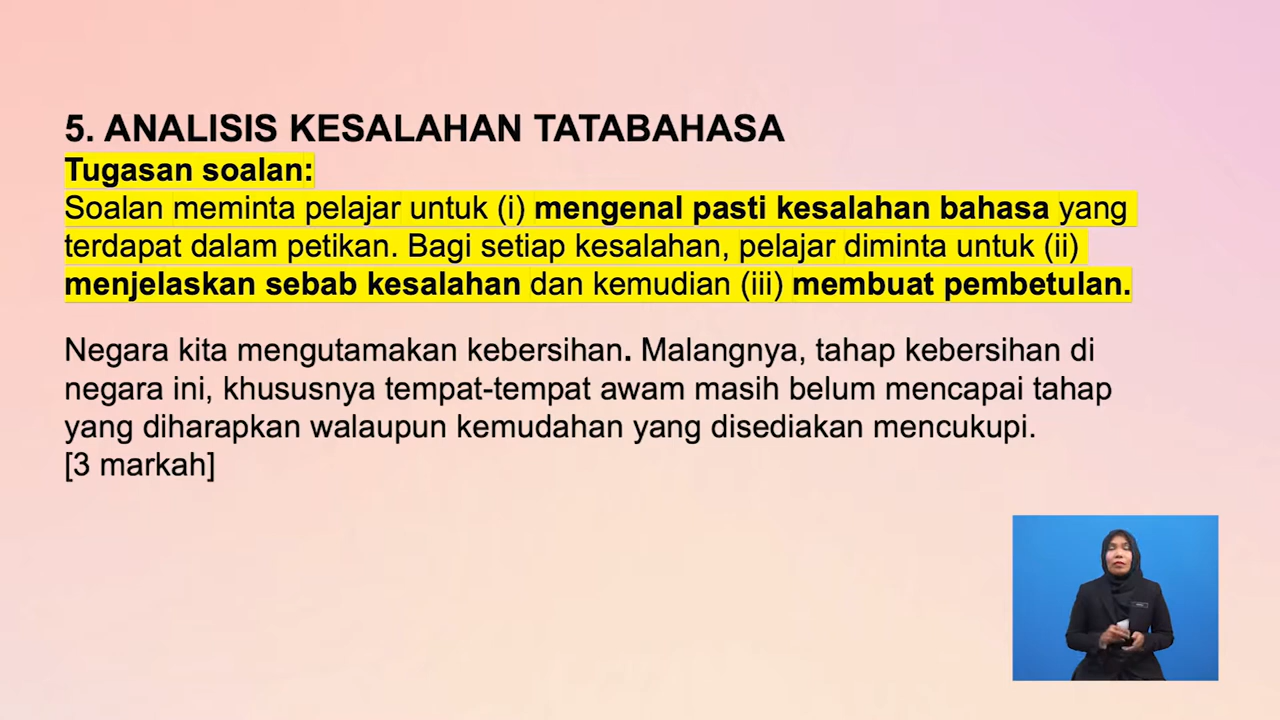 5. ANALISIS KESALAHAN TATABAHASA
Tugasan soalan:
Soalan meminta pelajar untuk (i) mengenal pasti kesalahan bahasa yang
terdapat dalam petikan. Bagi setiap kesalahan, pelajar diminta untuk (ii)
menjelaskan sebab kesalahan dan kemudian (iii) membuat pembetulan.
Negara kita mengutamakan kebersihan. Malangnya, tahap kebersihan di
negara ini, khususnya tempat-tempat awam masih belum mencapai tahap
yang diharapkan walaupun kemudahan yang disediakan mencukupi.
[3 markah]